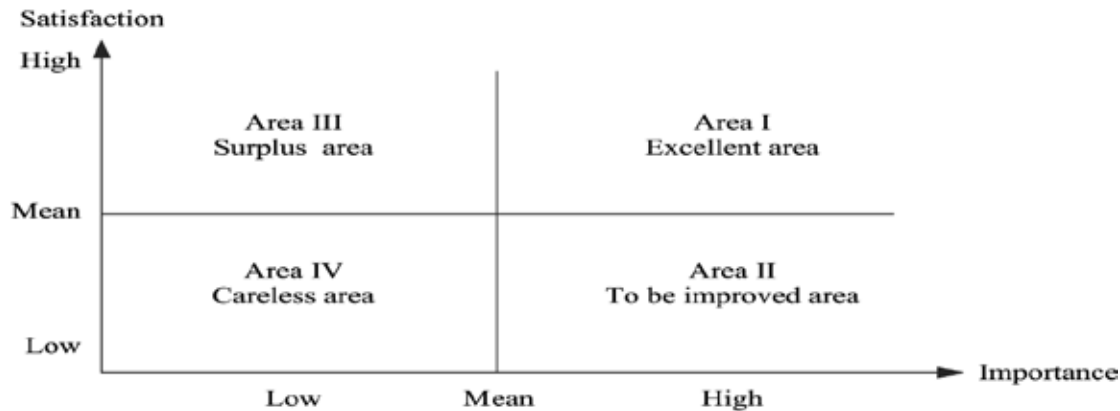 Satisfaction
High
Area III
Surplus area
Area I
Excellent area
Mean
Area IV
Careless area
Area II
To be improved area
Low
Importance
Low
Mean
High